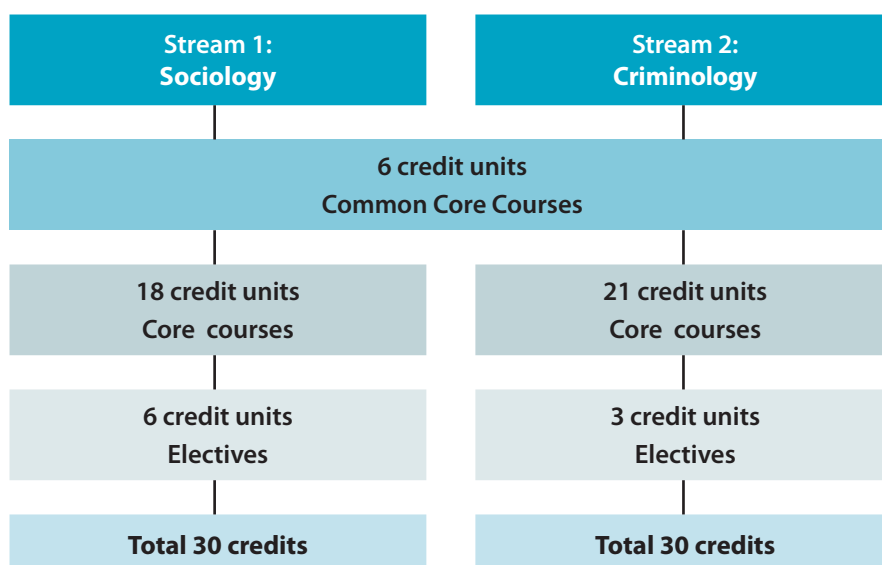 Stream 1:
Sociology
Stream 2:
Criminology
6 credit units
Common Core Courses
18 credit units
Core courses
21 credit units
Core courses
6 credit units
Electives
3 credit units
Electives
Total 30 credits
Total 30 credits